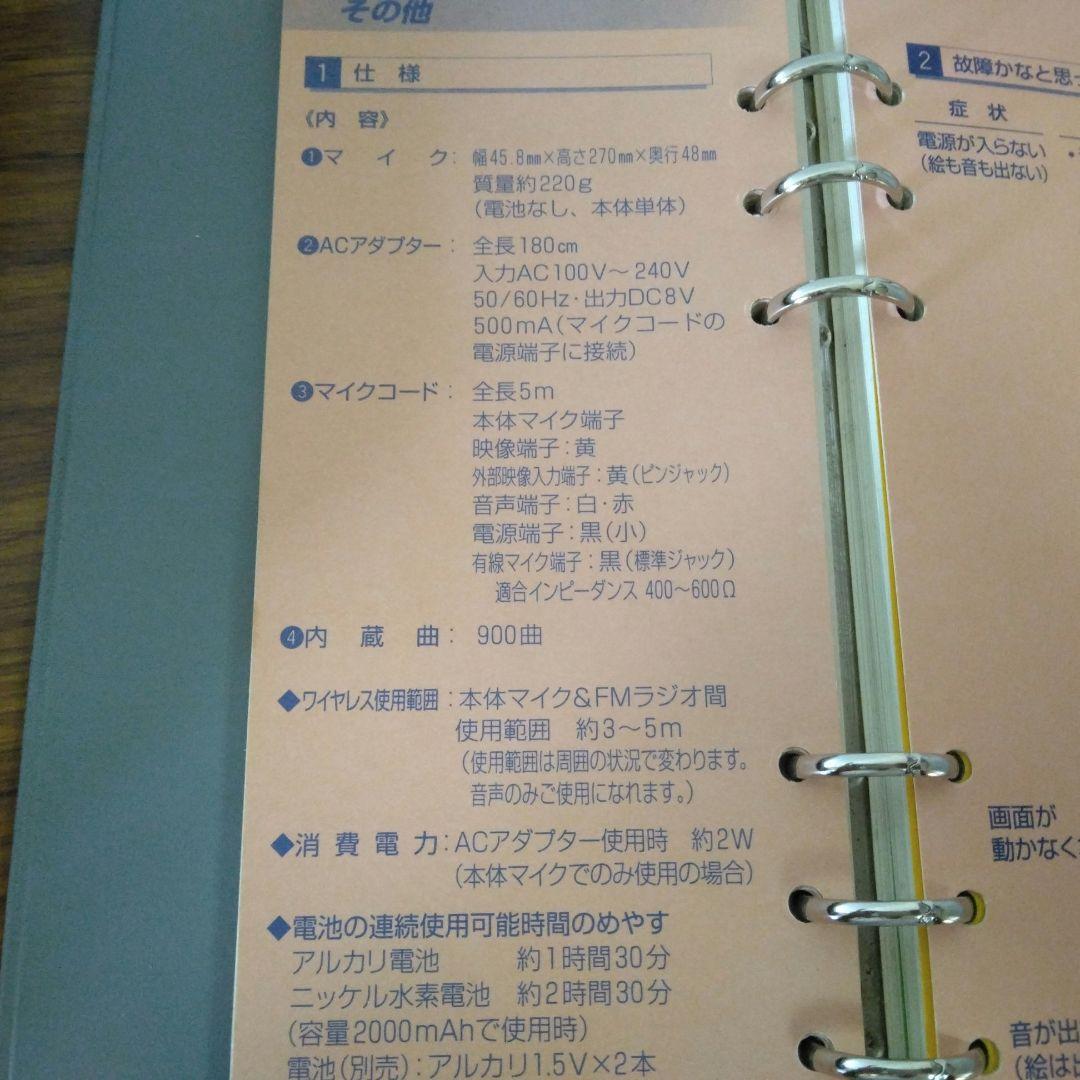 その他
1 仕様
《内容》
❶マイク：幅45.8㎜×高さ270㎜×奥行48㎜
質量約220g
（電池なし、本体単体）
❷ACアダプター：全長180㎝
入力AC100V〜240V
50/60Hz・出力DC8V
500mA（マイクコードの
電源端子に接続）
❸マイクコード：全長5m
本体マイク端子
映像端子：黄
外部映像入力端子：黄（ピンジャック）
音声端子：白・赤
電源端子：黒（小）
有線マイク端子：黒（標準ジャック）
適合インピーダンス 400〜600Ω
❹内蔵曲：900曲
◆ワイヤレス使用範囲：本体マイク&FMラジオ間
使用範囲 約3〜5m
（使用範囲は周囲の状況で変わります。
音声のみご使用になれます。）
◆消費電力：ACアダプター使用時 約2W
（本体マイクでのみ使用の場合）
◆電池の連続使用可能時間のめやす
アルカリ電池 約1時間30分
ニッケル水素電池 約2時間30分
（容量2000mAhで使用時）
電池（別売）：アルカリ1.5V×2本
2 故障かなと思っ
症状
電源が入らない
（絵も音も出ない）
画面が
動かなく
音が出
（絵は出